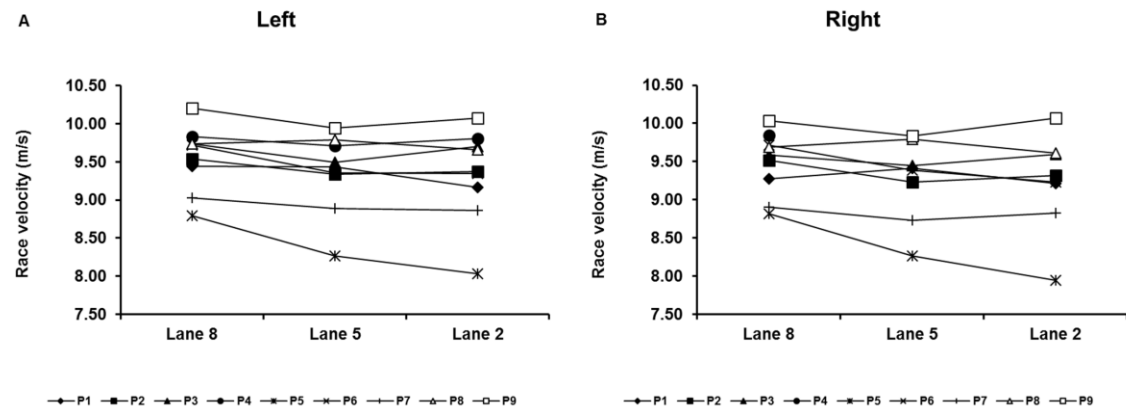 A
Left
Race velocity (m/s)
10.50
10.00
9.50
9.00
8.50
8.00
7.50
Lane 8
Lane 5
Lane 2
P1 P2 P3 P4 P5 P6 P7 P8 P9
B
Right
Race velocity (m/s)
10.50
10.00
9.50
9.00
8.50
8.00
7.50
Lane 8
Lane 5
Lane 2
P1 P2 P3 P4 P5 P6 P7 P8 P9